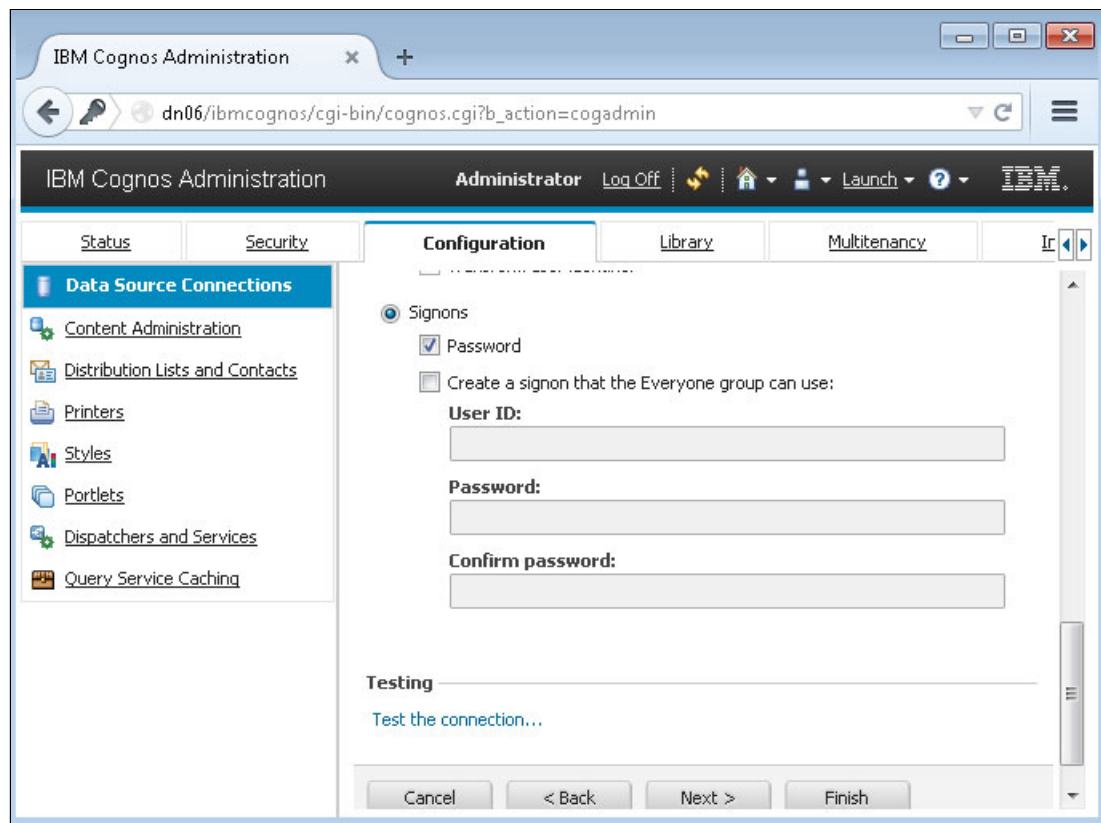 IBM Cognos Administration
dn06/ibmcognos/cgi-bin/cognos.cgi?b_action=cogadmin
IBM Cognos Administration Administrator Log Off Launch IBM.
Status Security Configuration Library Multitenancy
Data Source Connections
Content Administration
Distribution Lists and Contacts
Printers
Styles
Portlets
Dispatchers and Services
Query Service Caching
Signons
Password
Create a signon that the Everyone group can use:
User ID:
Password:
Confirm password:
Testing
Test the connection...
Cancel < Back Next > Finish